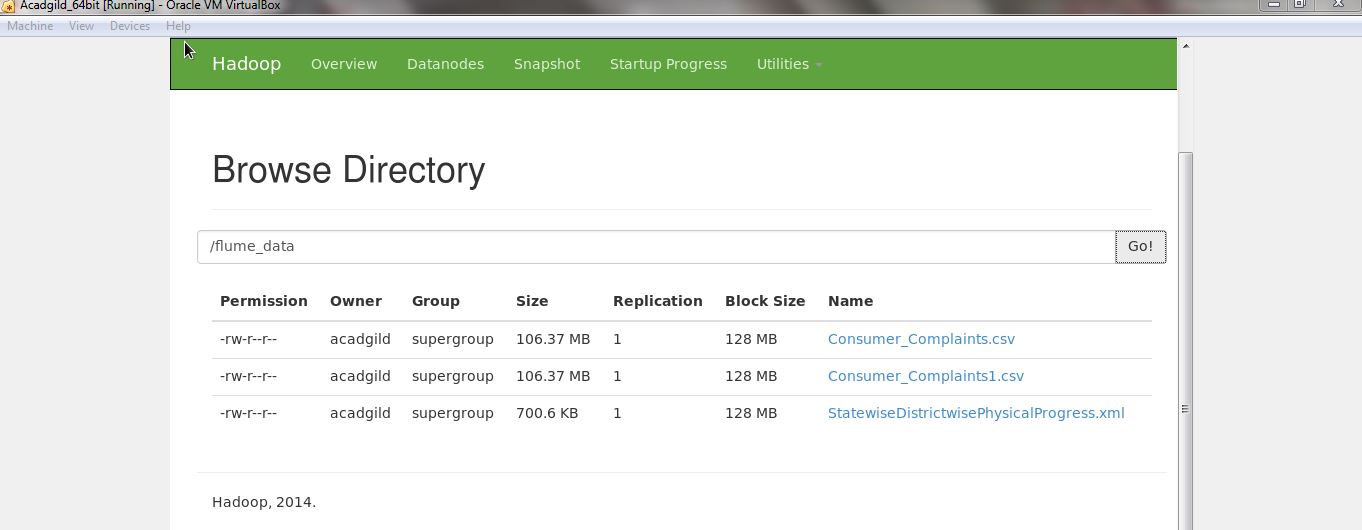 Acadgild_64bit [Running] - Oracle VM VirtualBox
Machine View Devices Help
Hadoop Overview Datanodes Snapshot Startup Progress Utilities
Browse Directory
/flume_data Go!
Permission Owner Group Size Replication Block Size Name
-rw-r--r-- acadgild supergroup 106.37 MB 1 128 MB Consumer_Complaints.csv
-rw-r--r-- acadgild supergroup 106.37 MB 1 128 MB Consumer_Complaints1.csv
-rw-r--r-- acadgild supergroup 700.6 KB 1 128 MB StatewiseDistrictwisePhysicalProgress.xml
Hadoop, 2014.